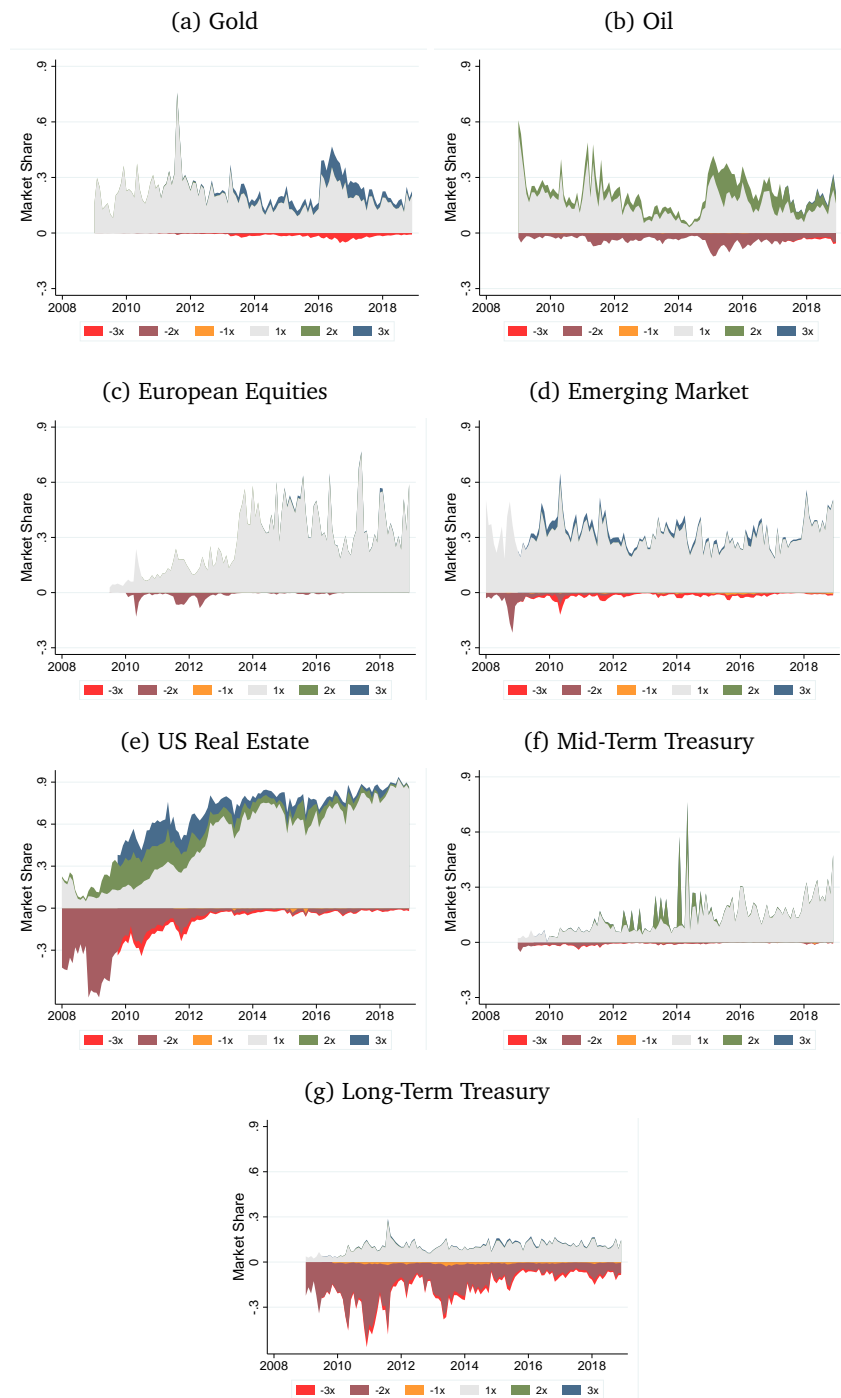 (a) Gold
Market Share
.9
.6
.3
0
-.3
2008 2010 2012 2014 2016 2018
-3x -2x -1x 1x 2x 3x
(b) Oil
Market Share
.9
.6
.3
0
-.3
2008 2010 2012 2014 2016 2018
-3x -2x -1x 1x 2x 3x
(c) European Equities
Market Share
.9
.6
.3
0
-.3
2008 2010 2012 2014 2016 2018
-3x -2x -1x 1x 2x 3x
(d) Emerging Market
Market Share
.9
.6
.3
0
-.3
2008 2010 2012 2014 2016 2018
-3x -2x -1x 1x 2x 3x
(e) US Real Estate
Market Share
.9
.6
.3
0
-.3
2008 2010 2012 2014 2016 2018
-3x -2x -1x 1x 2x 3x
(f) Mid-Term Treasury
Market Share
.9
.6
.3
0
-.3
2008 2010 2012 2014 2016 2018
-3x -2x -1x 1x 2x 3x
(g) Long-Term Treasury
Market Share
.9
.6
.3
0
-.3
2008 2010 2012 2014 2016 2018
-3x -2x -1x 1x 2x 3x